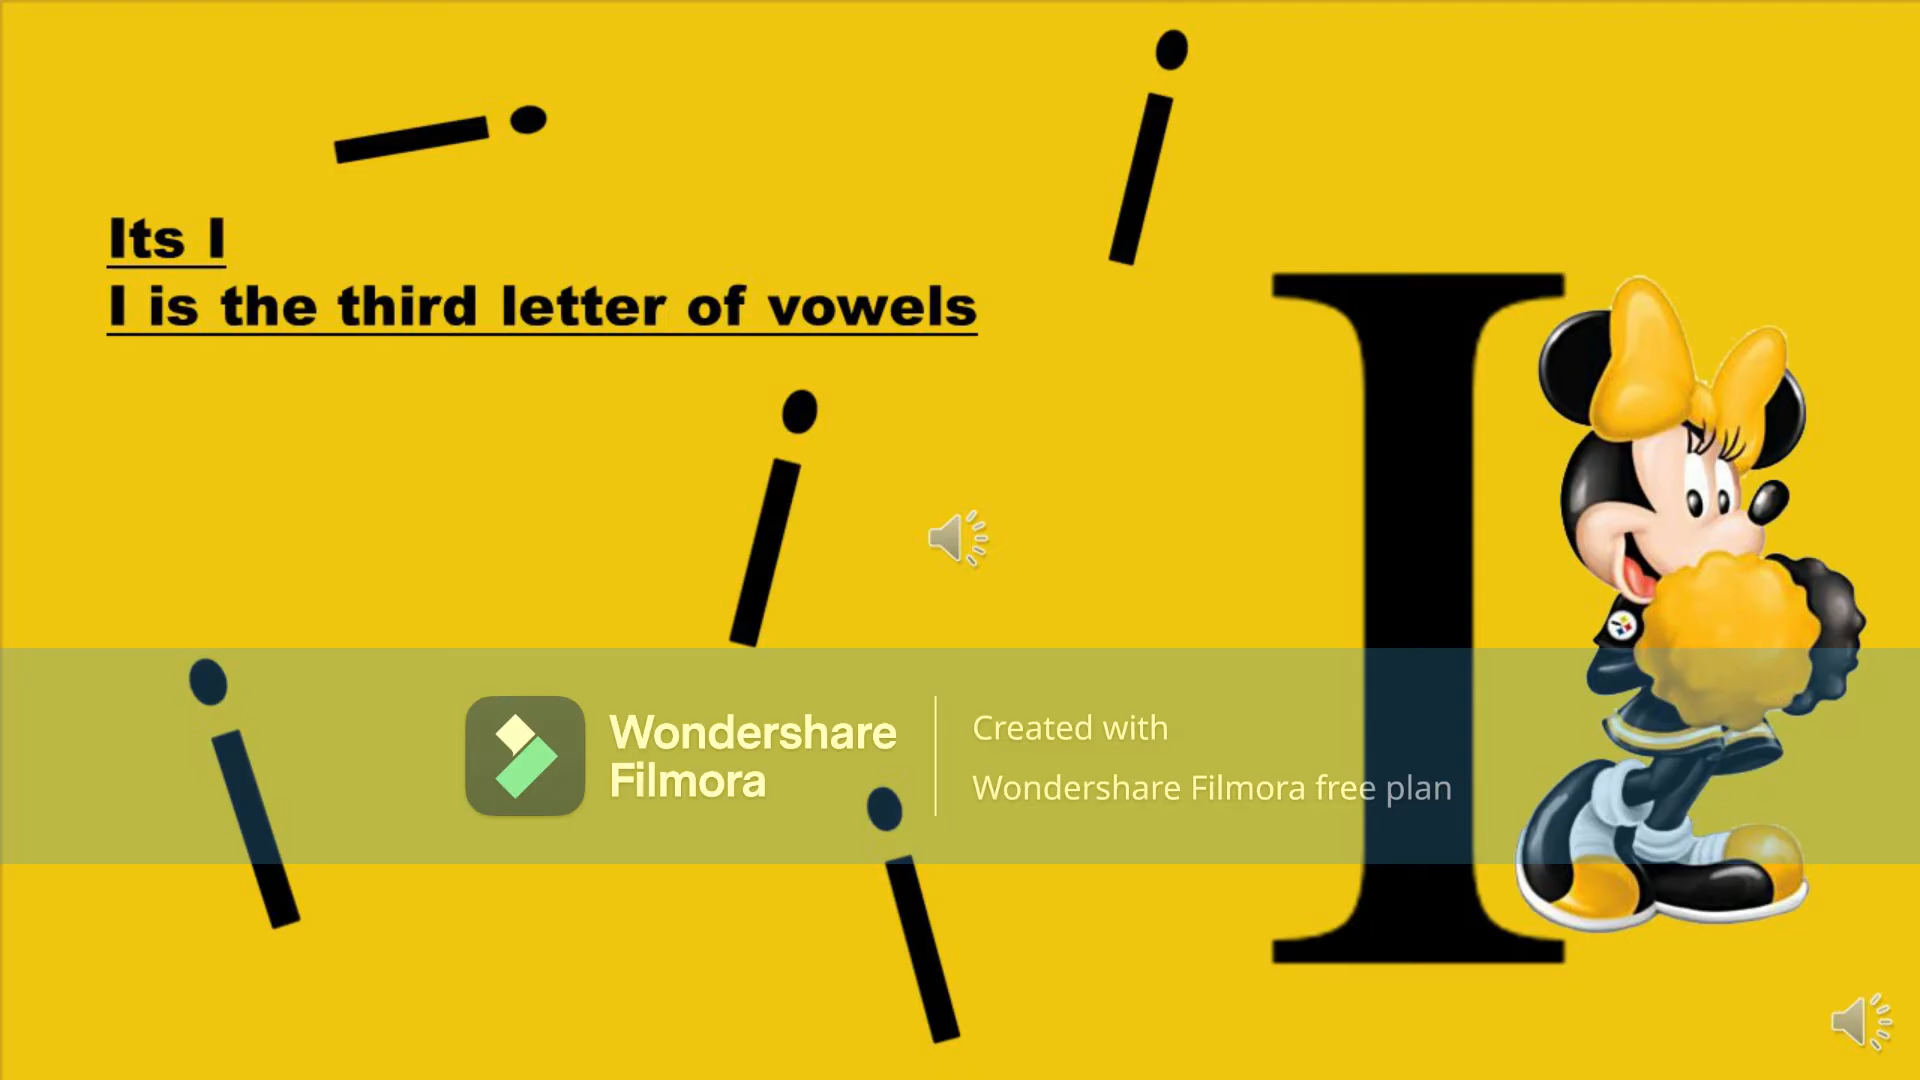 i
i
Its I
I is the third letter of vowels
i
I
i
i
Wondershare
Filmora
Created with
Wondershare Filmora free plan